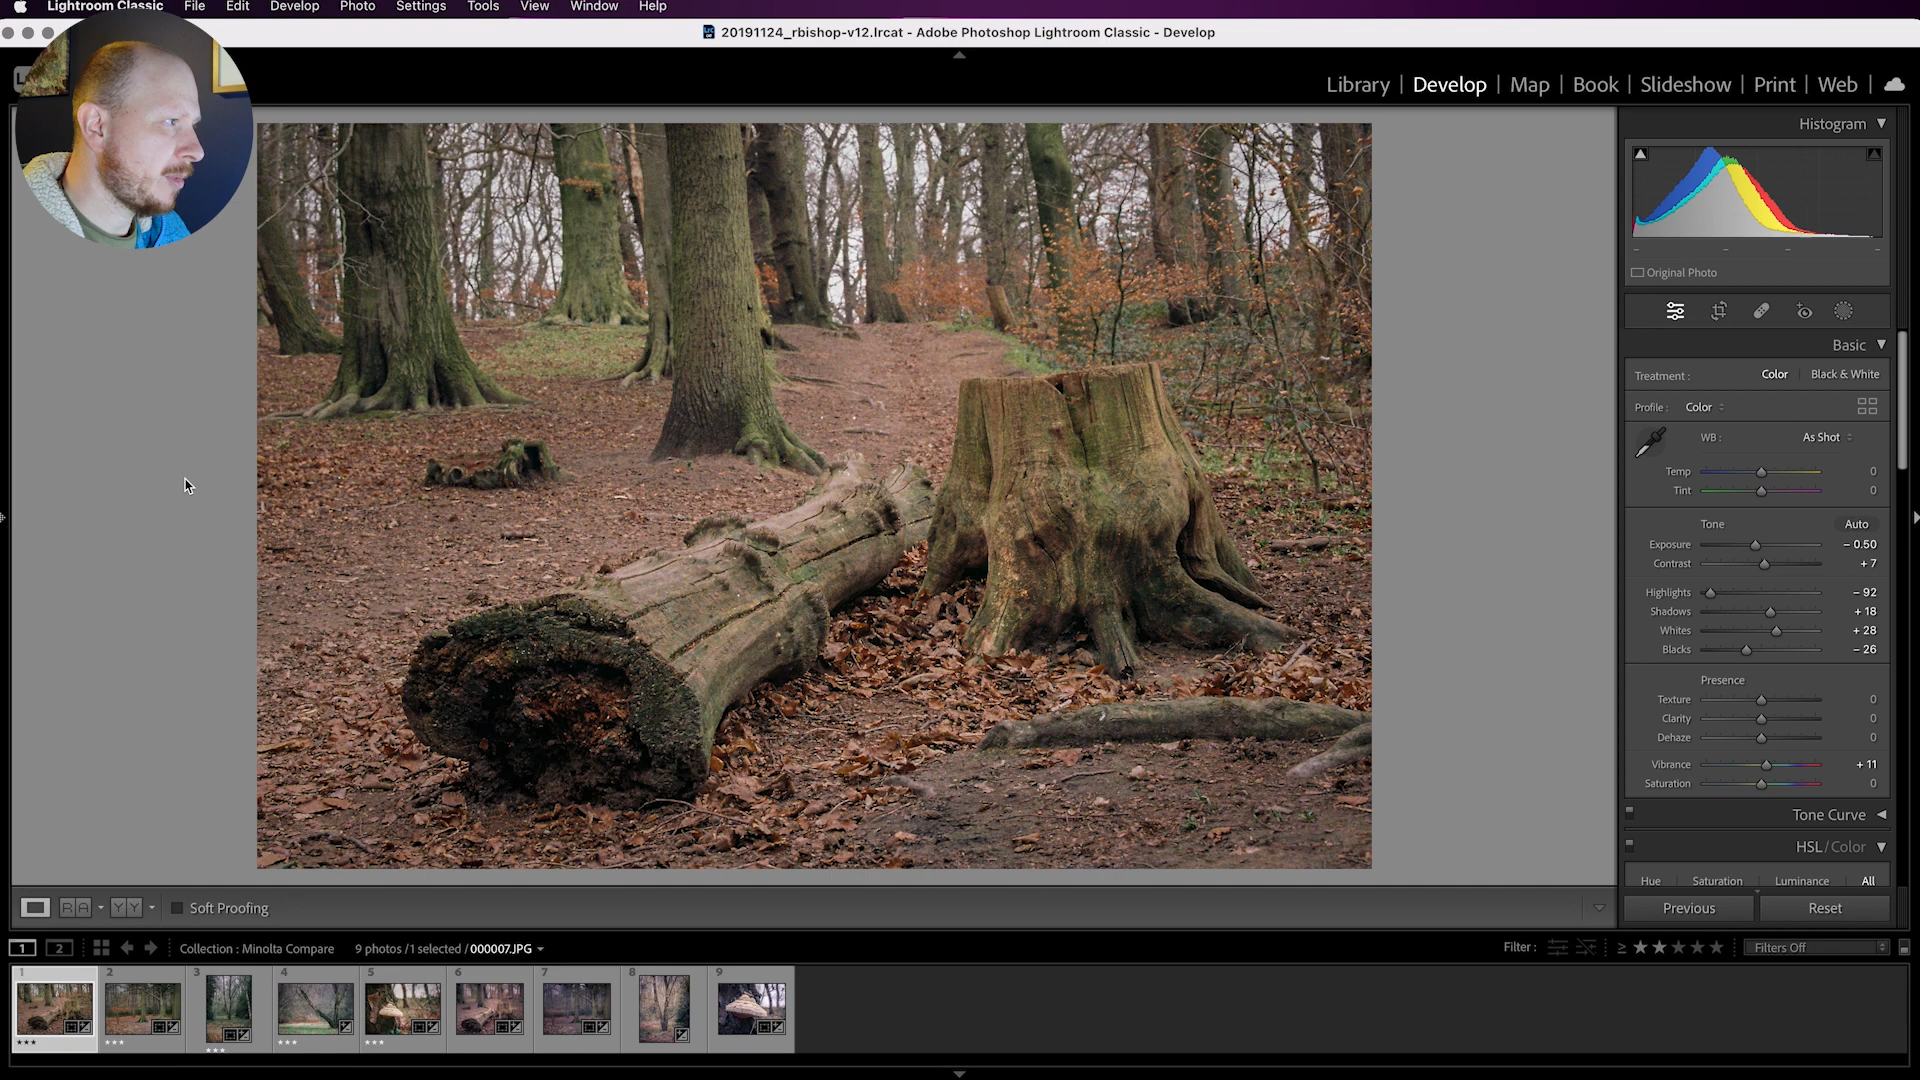 Lightroom Classic File Edit Develop Photo Settings Tools View Window Help
20191124_rbishop-v12.lrcat - Adobe Photoshop Lightroom Classic - Develop
Library | Develop | Map | Book | Slideshow | Print | Web
Histogram
Original Photo
Basic
Treatment : Color Black & White
Profile : Color
WB : As Shot
Temp 0
Tint 0
Tone Auto
Exposure – 0.50
Contrast + 7
Highlights – 92
Shadows + 18
Whites + 28
Blacks – 26
Presence
Texture 0
Clarity 0
Dehaze 0
Vibrance + 11
Saturation 0
Tone Curve
HSL / Color
Hue Saturation Luminance All
Previous Reset
R A Y Y Soft Proofing
1 2 Collection : Minolta Compare 9 photos / 1 selected / 000007.JPG Filter : ≥ ★★★★★ Filters Off
1 2 3 4 5 6 7 8 9